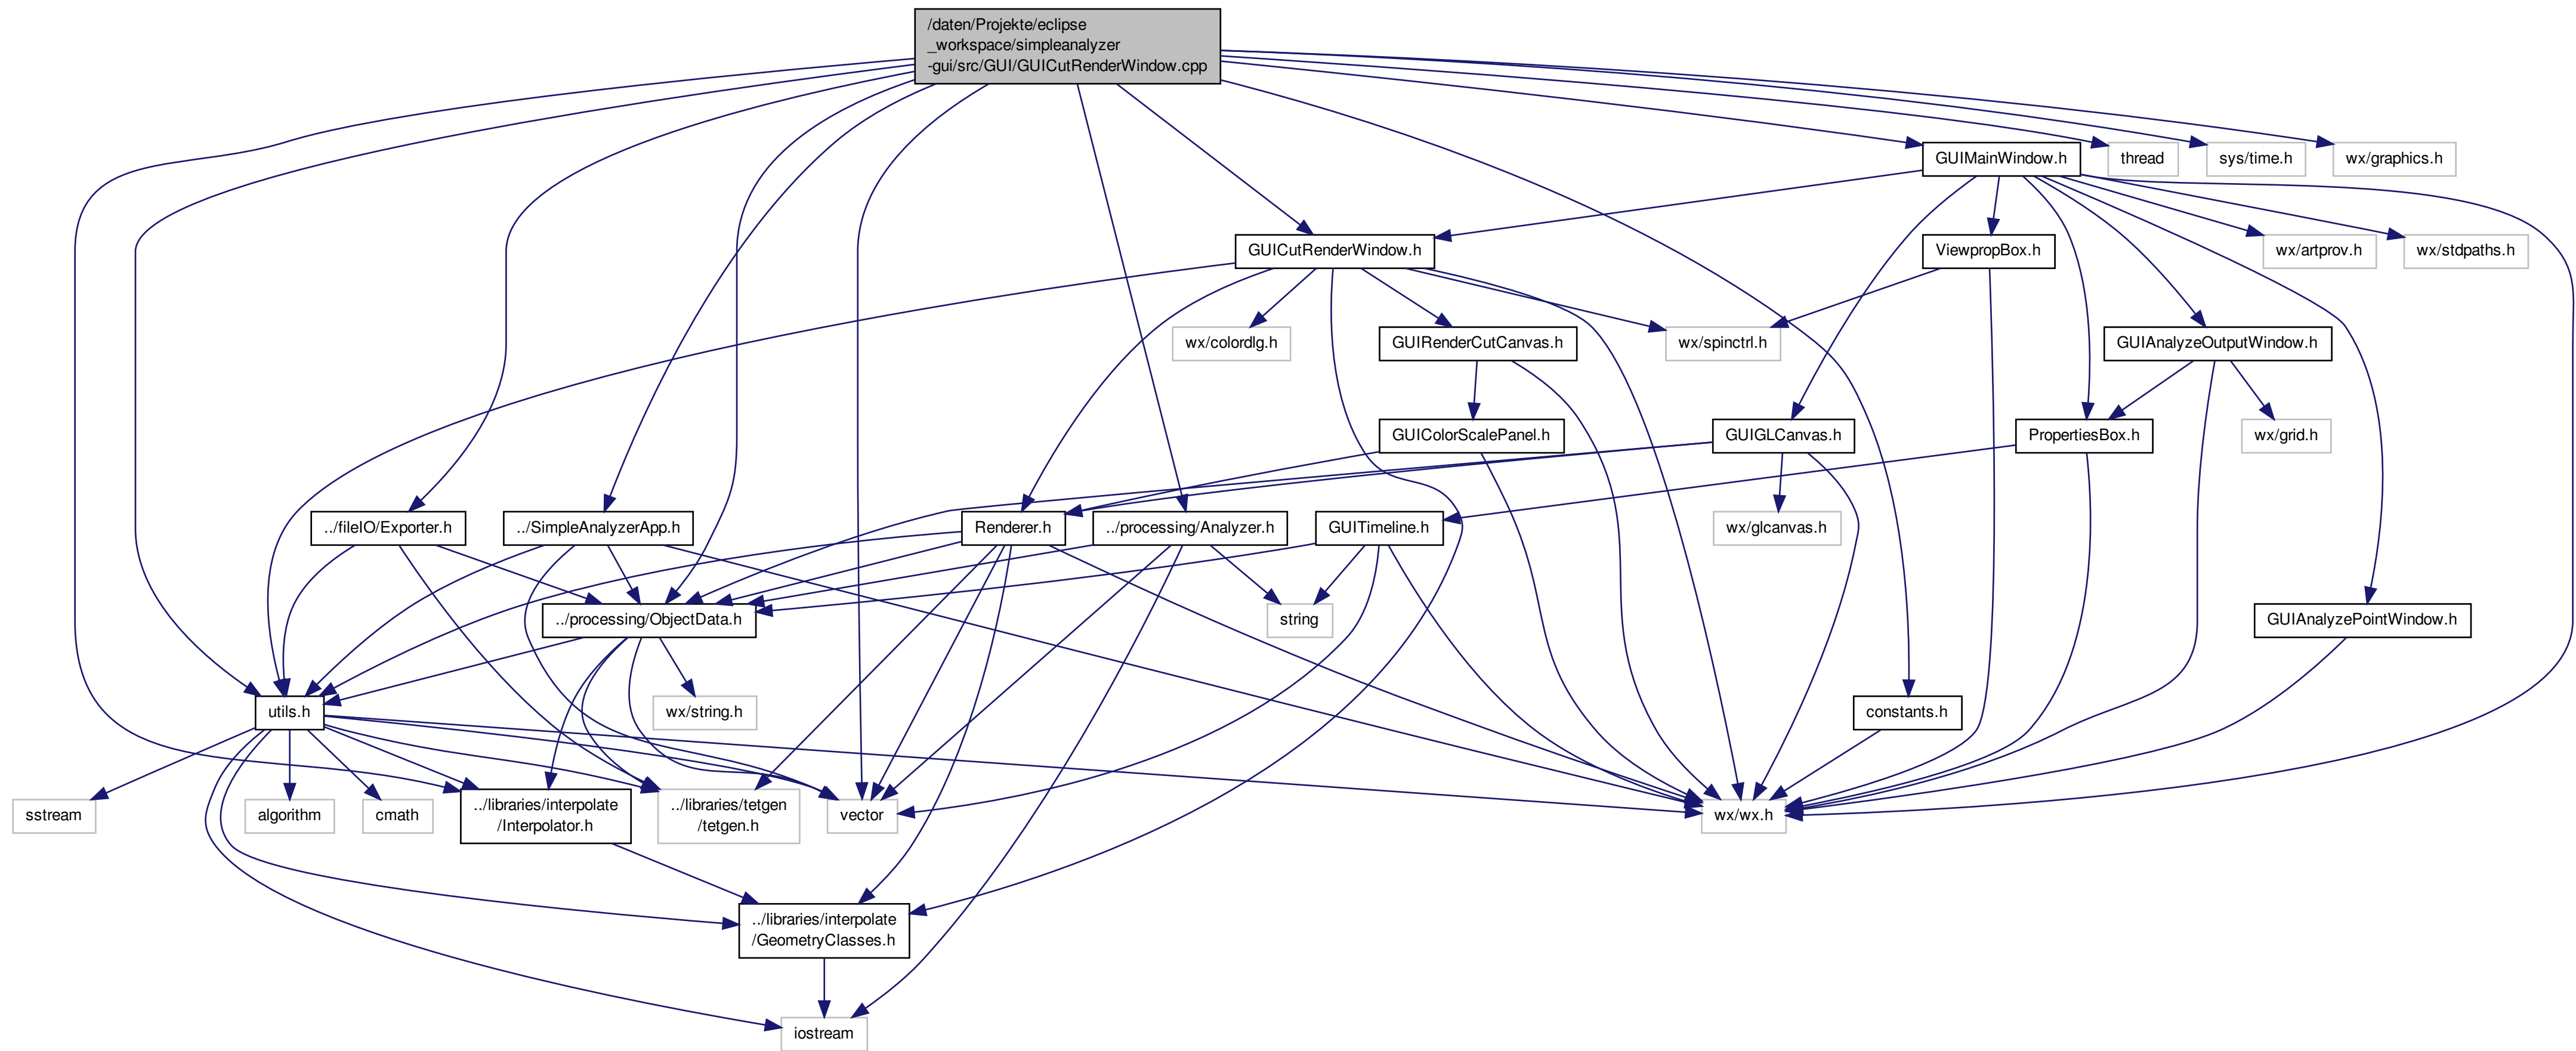 /daten/Projekte/eclipse
_workspace/simpleanalyzer
-gui/src/GUI/GUICutRenderWindow.cpp
GUIMainWindow.h
thread
sys/time.h
wx/graphics.h
GUICutRenderWindow.h
ViewpropBox.h
wx/artprov.h
wx/stdpaths.h
wx/colordlg.h
GUIRenderCutCanvas.h
wx/spinctrl.h
GUIAnalyzeOutputWindow.h
GUIColorScalePanel.h
GUIGLCanvas.h
PropertiesBox.h
wx/grid.h
../fileIO/Exporter.h
../SimpleAnalyzerApp.h
Renderer.h
../processing/Analyzer.h
GUITimeline.h
wx/glcanvas.h
../processing/ObjectData.h
string
GUIAnalyzePointWindow.h
utils.h
wx/string.h
constants.h
sstream
algorithm
cmath
../libraries/interpolate
/Interpolator.h
../libraries/tetgen
/tetgen.h
vector
wx/wx.h
../libraries/interpolate
/GeometryClasses.h
iostream